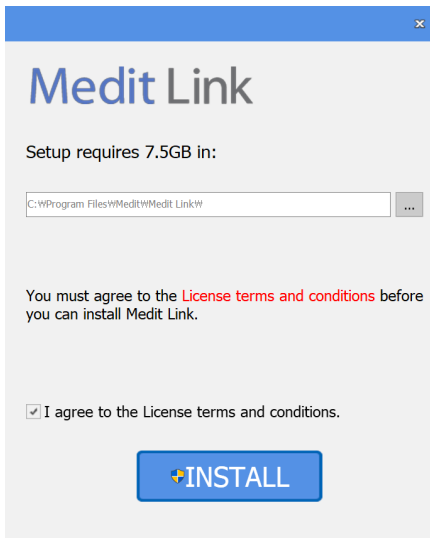 Medit Link
Setup requires 7.5GB in:
C:₩Program Files₩Medit₩Medit Link₩
...
You must agree to the License terms and conditions before
you can install Medit Link.
I agree to the License terms and conditions.
INSTALL